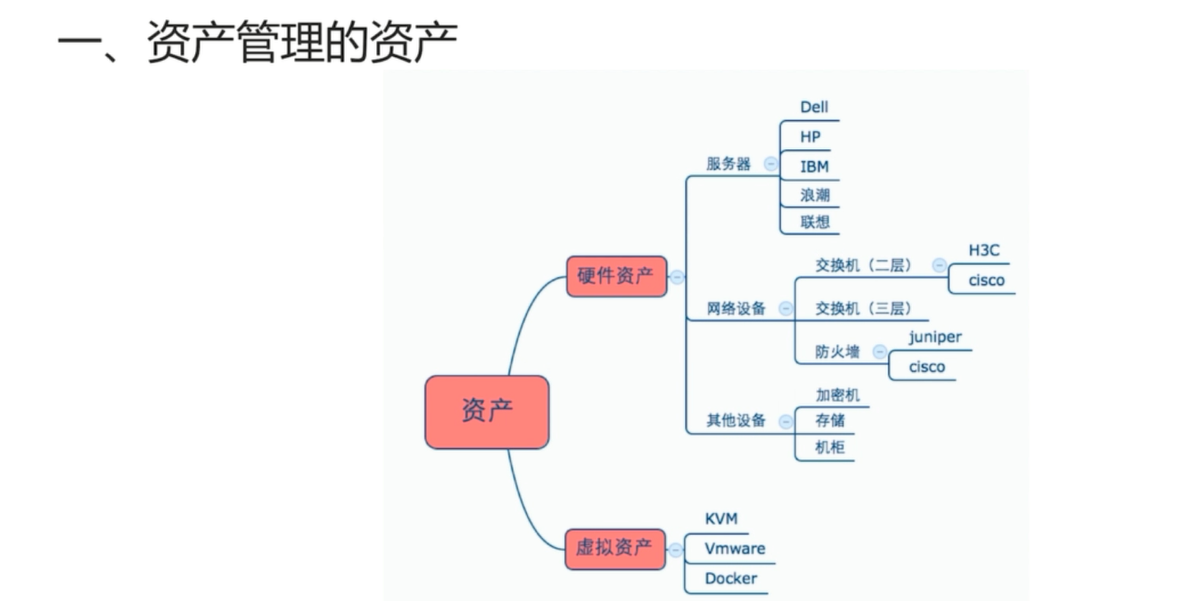 一、资产管理的资产
资产
硬件资产
服务器
Dell
HP
IBM
浪潮
联想
网络设备
交换机（二层）
H3C
cisco
交换机（三层）
防火墙
juniper
cisco
其他设备
加密机
存储
机柜
虚拟资产
KVM
Vmware
Docker